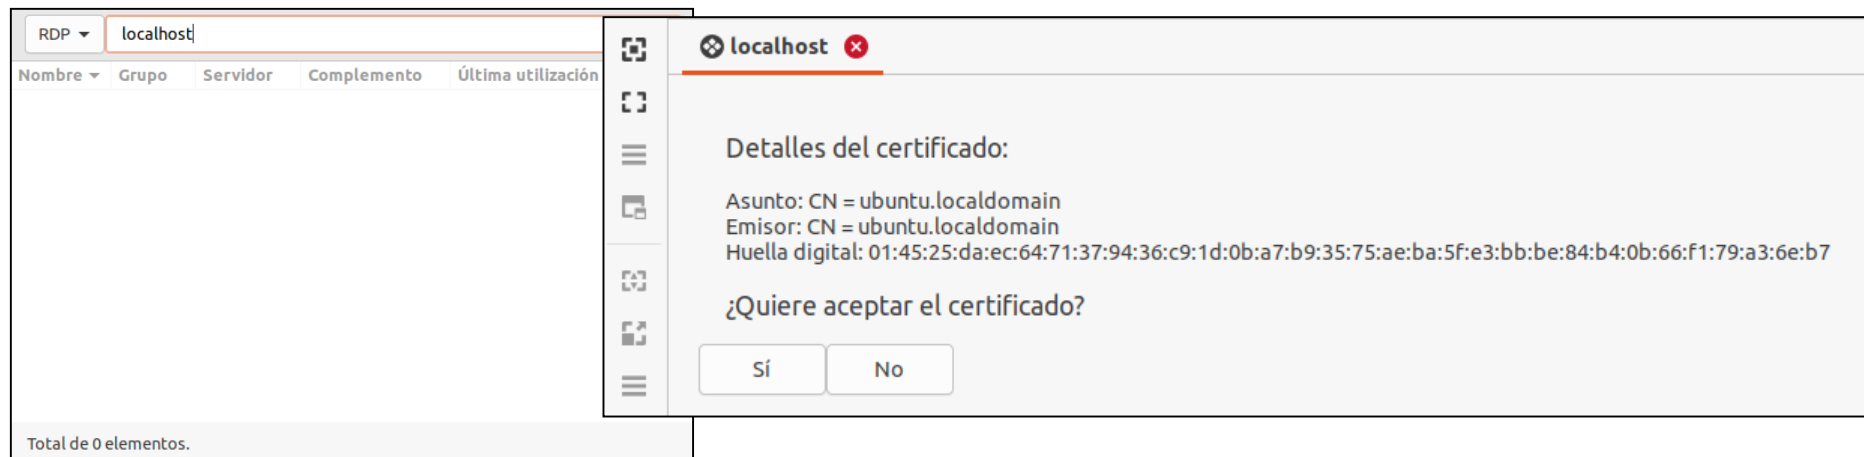 RDP localhost
Nombre Grupo Servidor Complemento Última utilización
Total de 0 elementos.
localhost
Detalles del certificado:
Asunto: CN = ubuntu.localdomain
Emisor: CN = ubuntu.localdomain
Huella digital: 01:45:25:da:ec:64:71:37:94:36:c9:1d:0b:a7:b9:35:75:ae:ba:5f:e3:bb:be:84:b4:0b:66:f1:79:a3:6e:b7
¿Quiere aceptar el certificado?
Sí No